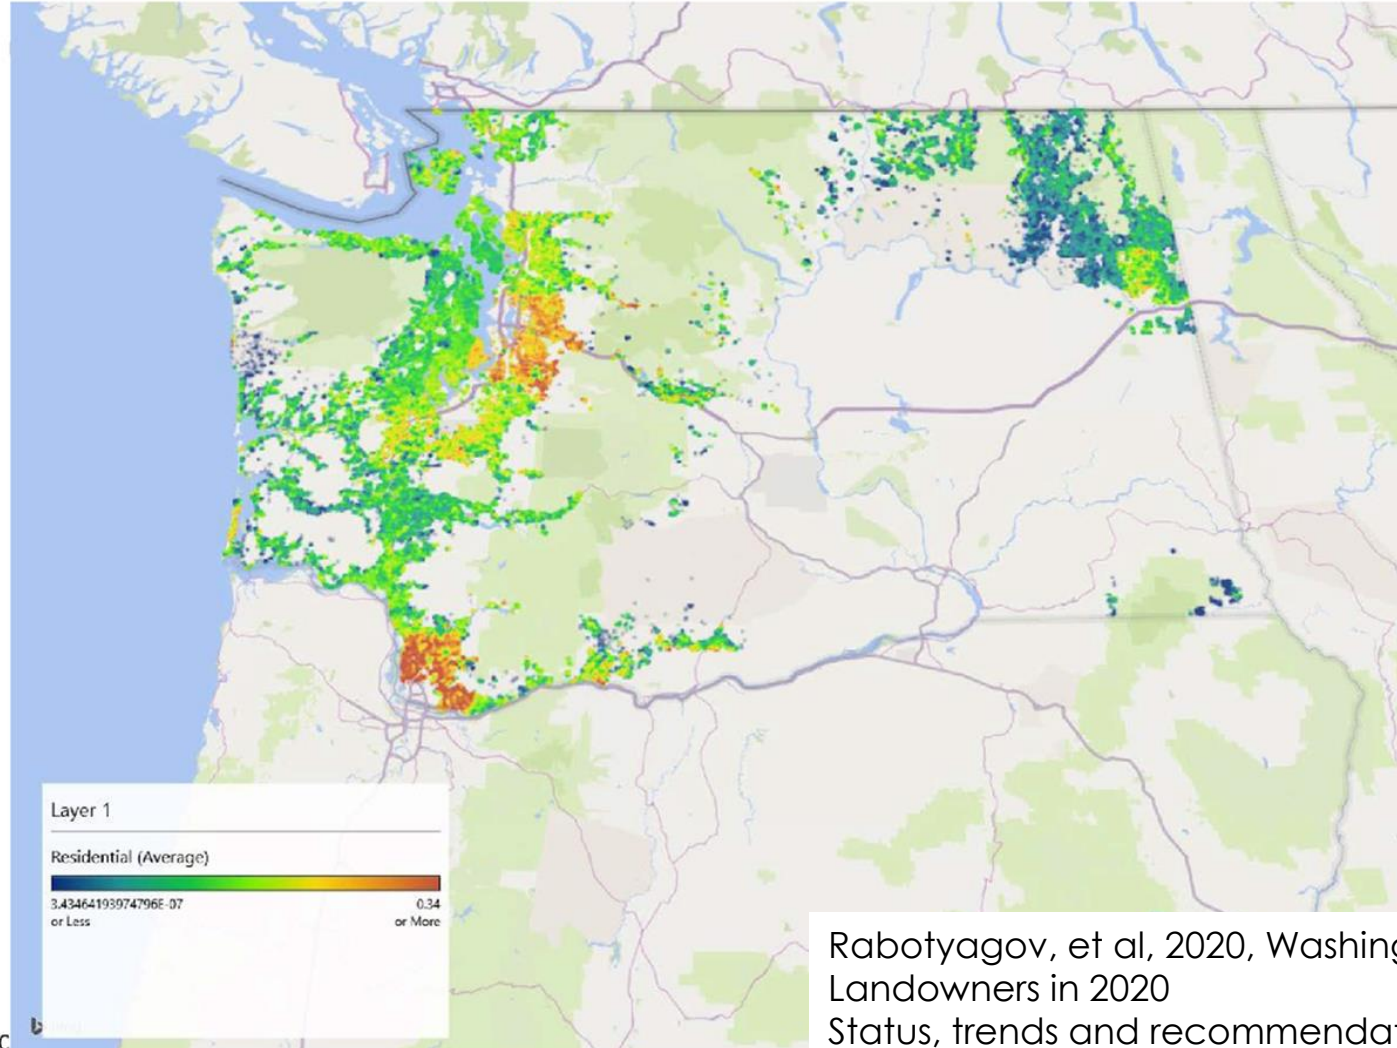 Layer 1
Residential (Average)
3.43464193974796E-07
0.34
or Less
or More
Rabotyagov, et al, 2020, Washing
Landowners in 2020
Status, trends and recommendat